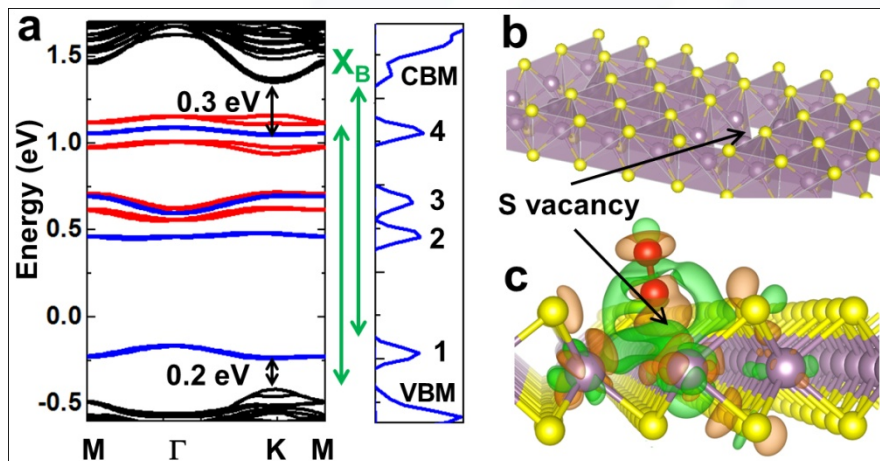 a
1.5
1.0
0.5
0.0
-0.5
Energy (eV)
0.3 eV
0.2 eV
M Γ K M
X_B
CBM
4
3
2
1
VBM
b
S vacancy
c